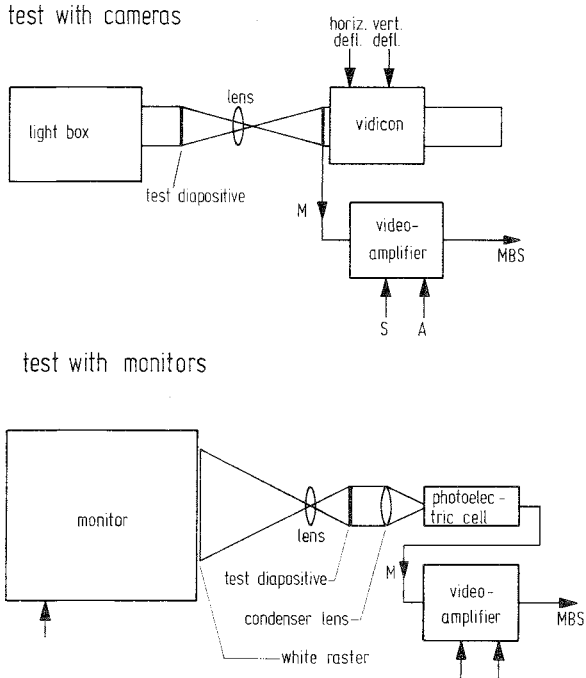 test with cameras
horiz. vert.
defl. defl.
light box
lens
vidicon
test diapositive
M
video-
amplifier
MBS
S A
test with monitors
monitor
lens
photoelec-
tric cell
test diapositive
M
condenser lens
video-
amplifier
MBS
white raster